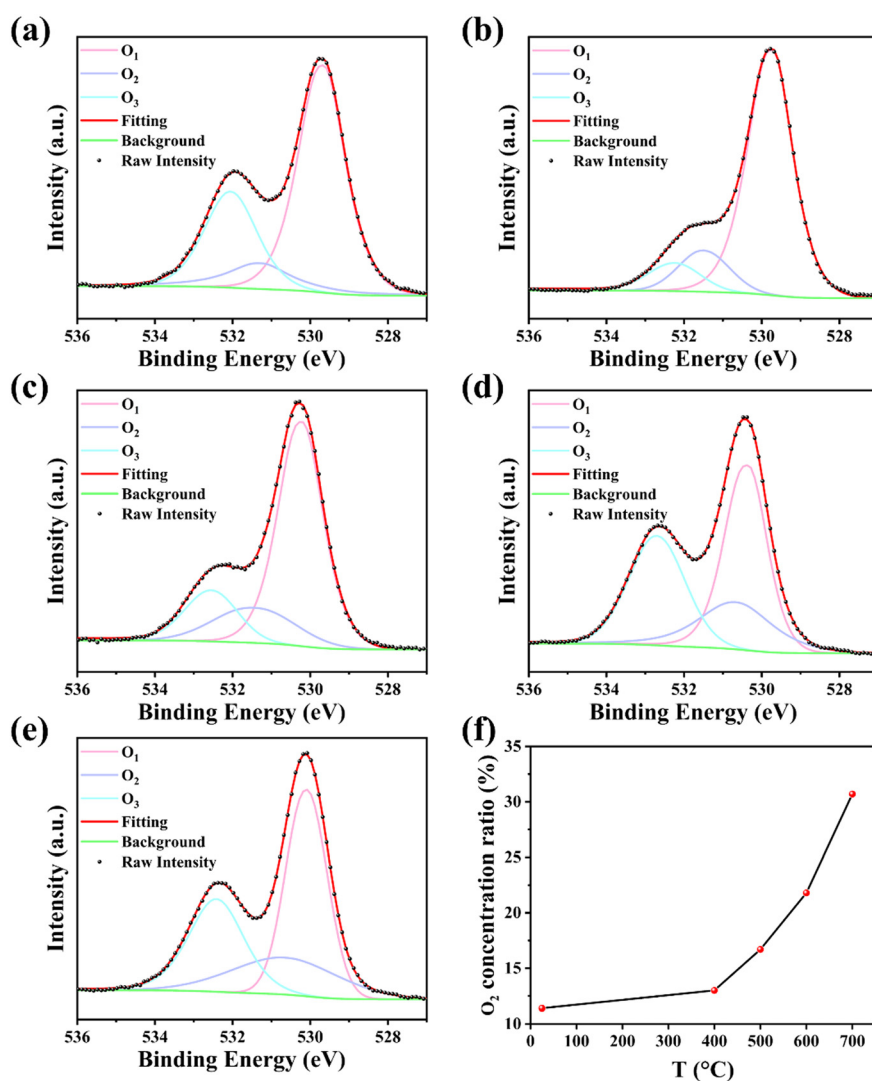 (a)
O1
O2
O3
Fitting
Background
Raw Intensity
Intensity (a.u.)
536 534 532 530 528
Binding Energy (eV)
(b)
O1
O2
O3
Fitting
Background
Raw Intensity
Intensity (a.u.)
536 534 532 530 528
Binding Energy (eV)
(c)
O1
O2
O3
Fitting
Background
Raw Intensity
Intensity (a.u.)
536 534 532 530 528
Binding Energy (eV)
(d)
O1
O2
O3
Fitting
Background
Raw Intensity
Intensity (a.u.)
536 534 532 530 528
Binding Energy (eV)
(e)
O1
O2
O3
Fitting
Background
Raw Intensity
Intensity (a.u.)
536 534 532 530 528
Binding Energy (eV)
(f)
O2 concentration ratio (%)
35
30
25
20
15
10
0 100 200 300 400 500 600 700
T (°C)